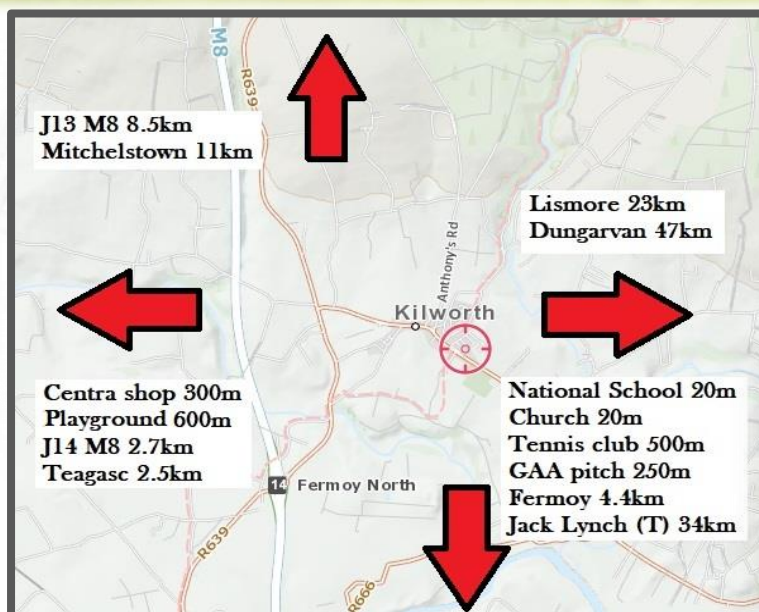 M8
R639
J13 M8 8.5km
Mitchelstown 11km
Lismore 23km
Dungarvan 47km
Anthony's Rd
Kilworth
Centra shop 300m
Playground 600m
J14 M8 2.7km
Teagasc 2.5km
National School 20m
Church 20m
Tennis club 500m
GAA pitch 250m
Fermoy 4.4km
Jack Lynch (T) 34km
14 Fermoy North
R639
R666